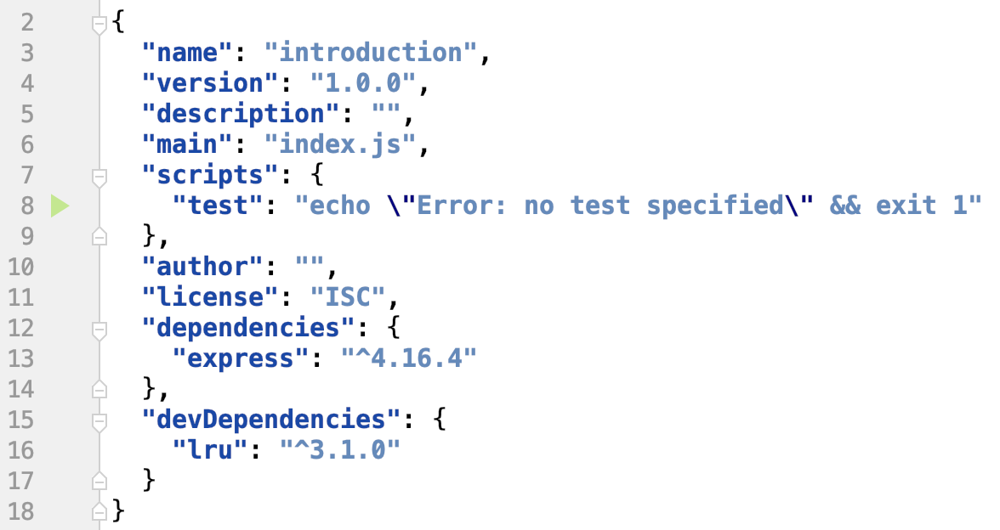 2 {
3   "name": "introduction",
4   "version": "1.0.0",
5   "description": "",
6   "main": "index.js",
7   "scripts": {
8     "test": "echo \"Error: no test specified\" && exit 1"
9   },
10   "author": "",
11   "license": "ISC",
12   "dependencies": {
13     "express": "^4.16.4"
14   },
15   "devDependencies": {
16     "lru": "^3.1.0"
17   }
18 }